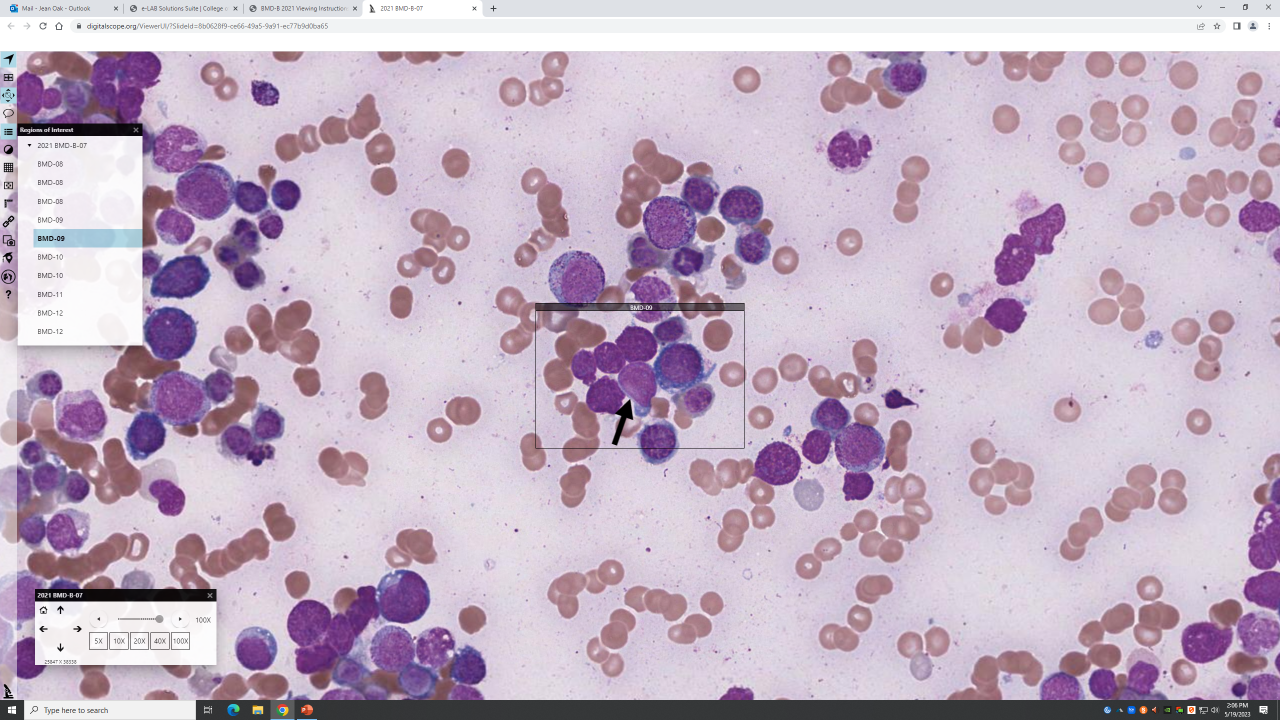 Mail - Jean Oak - Outlook
e-LAB Solutions Suite | College o
BMD-B 2021 Viewing Instruction
2021 BMD-B-07
digitalscope.org/ViewerUI/?SlideId=8b0628f9-ce66-49a5-9a91-ec77b9d0ba65
Regions of Interest
2021 BMD-B-07
BMD-08
BMD-08
BMD-08
BMD-09
BMD-09
BMD-10
BMD-10
BMD-11
BMD-12
BMD-12
BMD-09
2021 BMD-B-07
100X
5X 10X 20X 40X 100X
Type here to search
2:06 PM
5/19/2023